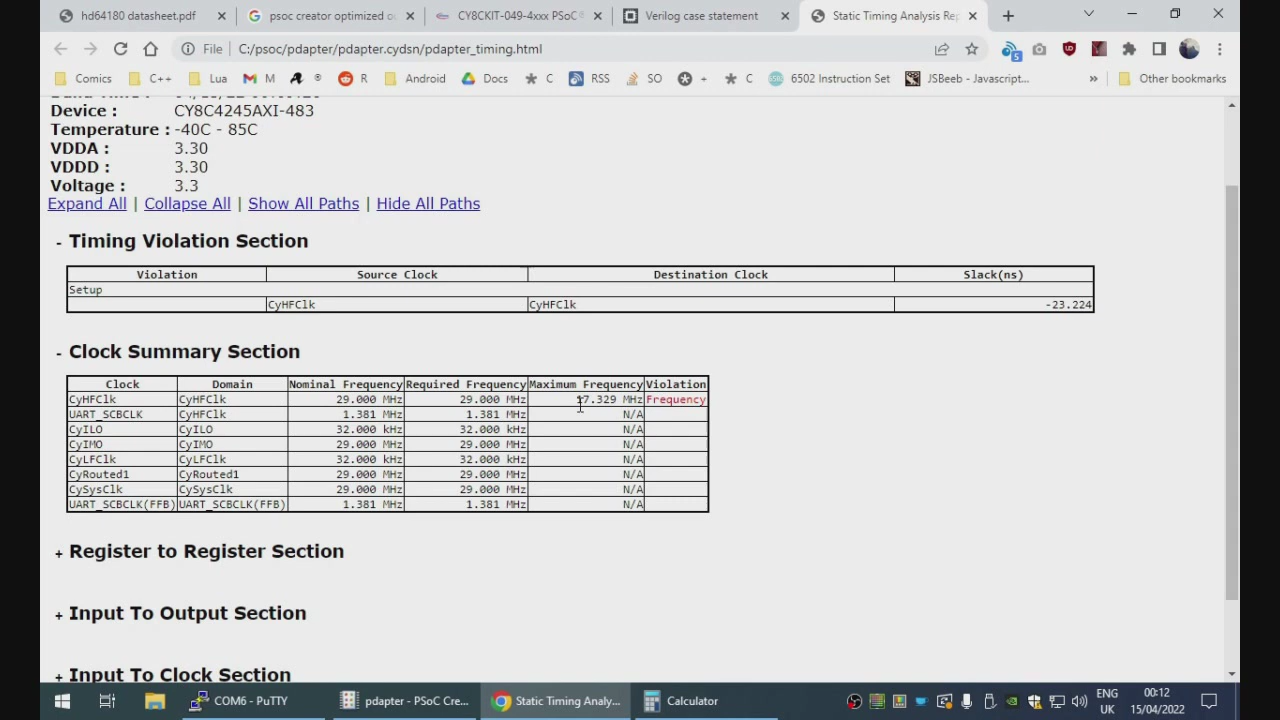 hd64180 datasheet.pdf
psoc creator optimized o
CY8CKIT-049-4xxx PSoC®
Verilog case statement
Static Timing Analysis Rep
File C:/psoc/pdapter/pdapter.cydsn/pdapter_timing.html
5
Comics C++ Lua M R Android Docs C RSS SO + C 6502 Instruction Set JSBeeb - Javascript... » Other bookmarks
Device : CY8C4245AXI-483
Temperature : -40C - 85C
VDDA : 3.30
VDDD : 3.30
Voltage : 3.3
Expand All | Collapse All | Show All Paths | Hide All Paths
- Timing Violation Section
Violation Source Clock Destination Clock Slack(ns)
Setup
CyHFClk CyHFClk -23.224
- Clock Summary Section
Clock Domain Nominal Frequency Required Frequency Maximum Frequency Violation
CyHFClk CyHFClk 29.000 MHz 29.000 MHz 17.329 MHz Frequency
UART_SCBCLK CyHFClk 1.381 MHz 1.381 MHz N/A
CyILO CyILO 32.000 kHz 32.000 kHz N/A
CyIMO CyIMO 29.000 MHz 29.000 MHz N/A
CyLFClk CyLFClk 32.000 kHz 32.000 kHz N/A
CyRouted1 CyRouted1 29.000 MHz 29.000 MHz N/A
CySysClk CySysClk 29.000 MHz 29.000 MHz N/A
UART_SCBCLK(FFB) UART_SCBCLK(FFB) 1.381 MHz 1.381 MHz N/A
+ Register to Register Section
+ Input To Output Section
+ Input To Clock Section
COM6 - PuTTY
pdapter - PSoC Cre...
Static Timing Analy...
Calculator
ENG
UK
00:12
15/04/2022